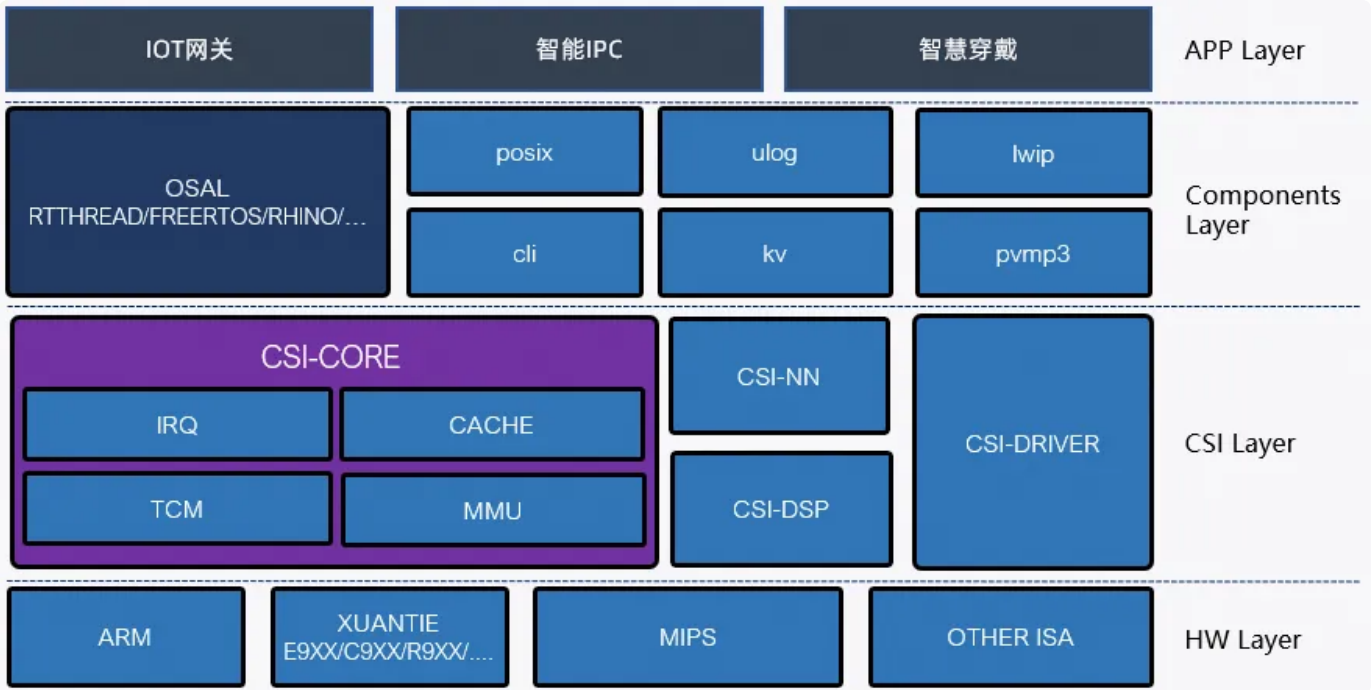 IOT网关
智能IPC
智慧穿戴
APP Layer
OSAL
RTTHREAD/FREERTOS/RHINO/...
posix
ulog
lwip
cli
kv
pvmp3
Components
Layer
CSI-CORE
IRQ
CACHE
TCM
MMU
CSI-NN
CSI-DSP
CSI-DRIVER
CSI Layer
ARM
XUANTIE
E9XX/C9XX/R9XX/....
MIPS
OTHER ISA
HW Layer